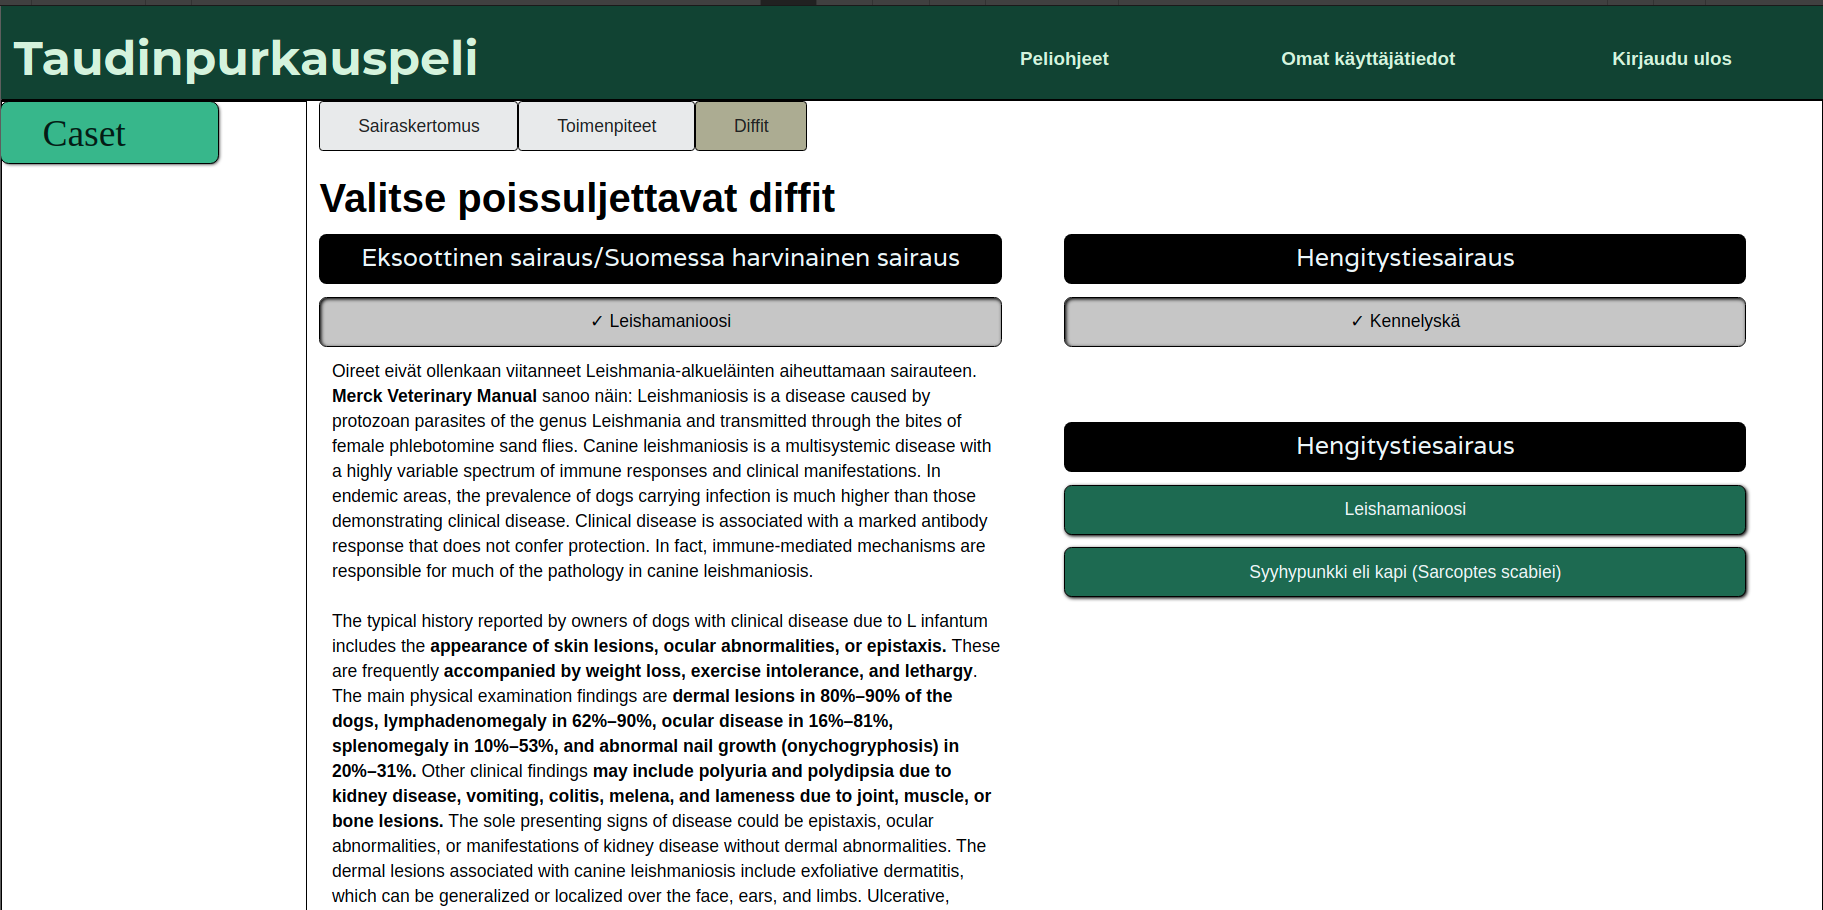 Taudinpurkauspeli
Peliohjeet
Omat käyttäjätiedot
Kirjaudu ulos
Caset
Sairaskertomus
Toimenpiteet
Diffit
Valitse poissuljettavat diffit
Eksoottinen sairaus/Suomessa harvinainen sairaus
✓ Leishamanioosi
Oireet eivät ollenkaan viitanneet Leishmania-alkueläinten aiheuttamaan sairauteen.
Merck Veterinary Manual sanoo näin: Leishmaniosis is a disease caused by
protozoan parasites of the genus Leishmania and transmitted through the bites of
female phlebotomine sand flies. Canine leishmaniosis is a multisystemic disease with
a highly variable spectrum of immune responses and clinical manifestations. In
endemic areas, the prevalence of dogs carrying infection is much higher than those
demonstrating clinical disease. Clinical disease is associated with a marked antibody
response that does not confer protection. In fact, immune-mediated mechanisms are
responsible for much of the pathology in canine leishmaniosis.
The typical history reported by owners of dogs with clinical disease due to L infantum
includes the appearance of skin lesions, ocular abnormalities, or epistaxis. These
are frequently accompanied by weight loss, exercise intolerance, and lethargy.
The main physical examination findings are dermal lesions in 80%–90% of the
dogs, lymphadenomegaly in 62%–90%, ocular disease in 16%–81%,
splenomegaly in 10%–53%, and abnormal nail growth (onychogryphosis) in
20%–31%. Other clinical findings may include polyuria and polydipsia due to
kidney disease, vomiting, colitis, melena, and lameness due to joint, muscle, or
bone lesions. The sole presenting signs of disease could be epistaxis, ocular
abnormalities, or manifestations of kidney disease without dermal abnormalities. The
dermal lesions associated with canine leishmaniosis include exfoliative dermatitis,
which can be generalized or localized over the face, ears, and limbs. Ulcerative,
Hengitystiesairaus
✓ Kennelyskä
Hengitystiesairaus
Leishamanioosi
Syyhypunkki eli kapi (Sarcoptes scabiei)